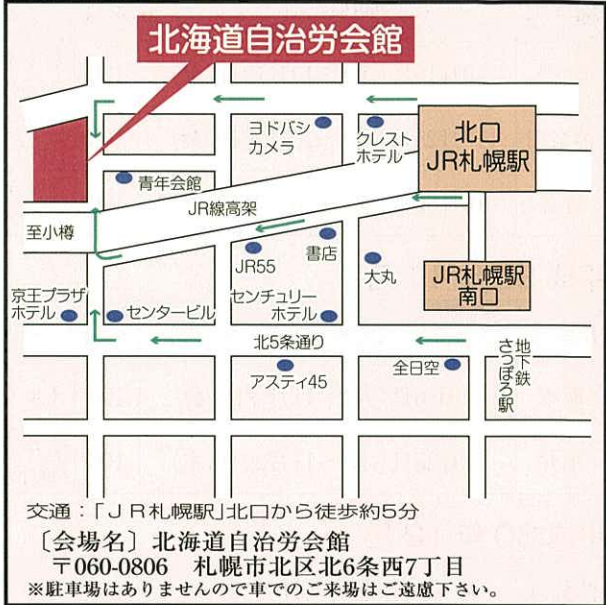 北海道自治労会館
ヨドバシ
カメラ
クレスト
ホテル
北口
JR札幌駅
青年会館
JR線高架
至小樽
JR55
書店
大丸
JR札幌駅
南口
京王プラザ
ホテル
センタービル
センチュリー
ホテル
北5条通り
アスティ45
全日空
地下鉄
さっぽろ駅
交通:「JR札幌駅」北口から徒歩約5分
〔会場名〕北海道自治労会館
〒060-0806 札幌市北区北6条西7丁目
※駐車場はありませんので車でのご来場はご遠慮下さい。